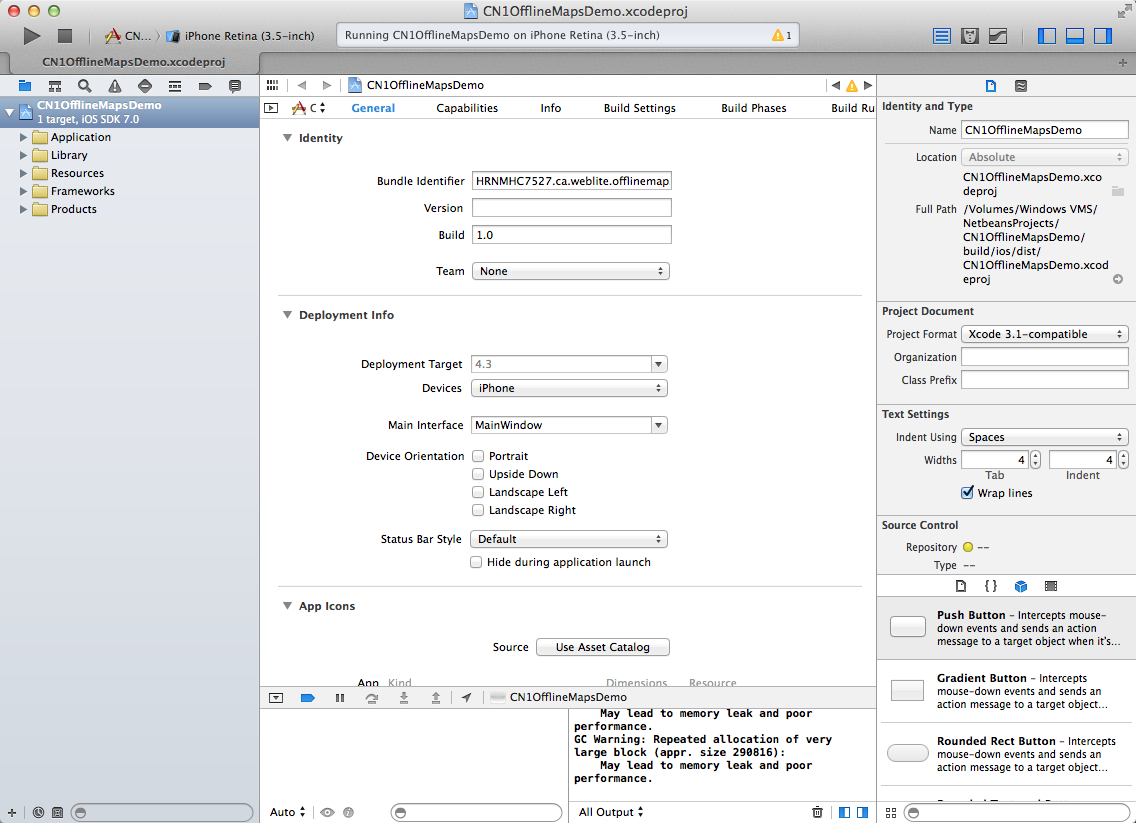 CN1OfflineMapsDemo.xcodeproj
CN... iPhone Retina (3.5-inch)
Running CN1OfflineMapsDemo on iPhone Retina (3.5-inch) 1
CN1OfflineMapsDemo.xcodeproj
CN1OfflineMapsDemo
1 target, iOS SDK 7.0
Application
Library
Resources
Frameworks
Products
CN1OfflineMapsDemo
C General Capabilities Info Build Settings Build Phases Build Ru
Identity
Bundle Identifier HRNMHC7527.ca.weblite.offlinemap
Version
Build 1.0
Team None
Deployment Info
Deployment Target 4.3
Devices iPhone
Main Interface MainWindow
Device Orientation Portrait
Upside Down
Landscape Left
Landscape Right
Status Bar Style Default
Hide during application launch
App Icons
Source Use Asset Catalog
App Kind Dimensions Resource
CN1OfflineMapsDemo
May lead to memory leak and poor
performance.
GC Warning: Repeated allocation of very
large block (appr. size 290816):
May lead to memory leak and poor
performance.
Auto
All Output
Identity and Type
Name CN1OfflineMapsDemo
Location Absolute
CN1OfflineMapsDemo.xco
deproj
Full Path /Volumes/Windows VMS/
NetbeansProjects/
CN1OfflineMapsDemo/
build/ios/dist/
CN1OfflineMapsDemo.xcod
eproj
Project Document
Project Format Xcode 3.1-compatible
Organization
Class Prefix
Text Settings
Indent Using Spaces
Widths 4 4
Tab Indent
Wrap lines
Source Control
Repository --
Type --
{}
Push Button - Intercepts mouse-
down events and sends an action
message to a target object when it's...
Gradient Button - Intercepts
mouse-down events and sends an
action message to a target object...
Rounded Rect Button - Intercepts
mouse-down events and sends an
action message to a target object...